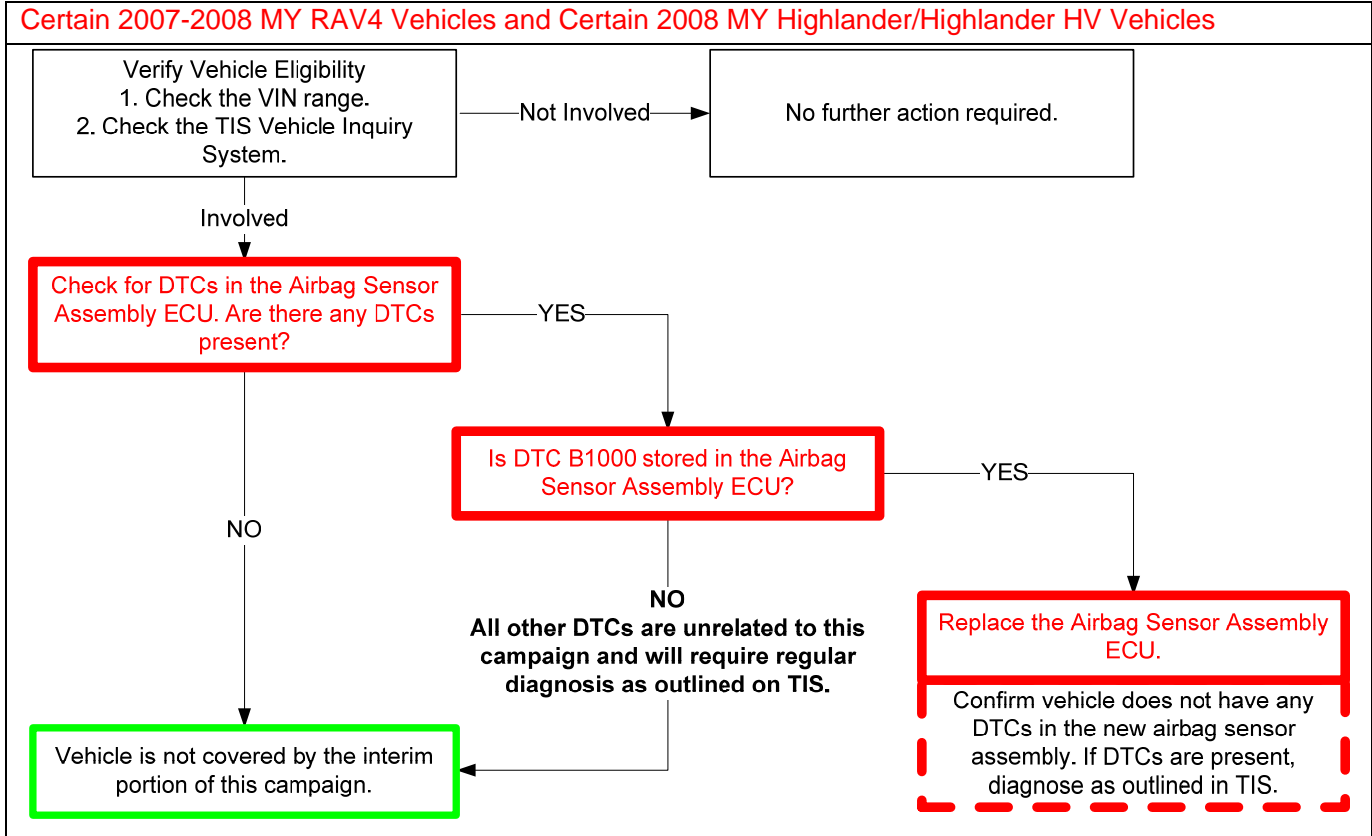 Certain 2007-2008 MY RAV4 Vehicles and Certain 2008 MY Highlander/Highlander HV Vehicles
Verify Vehicle Eligibility
1. Check the VIN range.
2. Check the TIS Vehicle Inquiry
System.
Not Involved
No further action required.
Involved
Check for DTCs in the Airbag Sensor
Assembly ECU. Are there any DTCs
present?
YES
Is DTC B1000 stored in the Airbag
Sensor Assembly ECU?
YES
NO
NO
All other DTCs are unrelated to this
campaign and will require regular
diagnosis as outlined on TIS.
Replace the Airbag Sensor Assembly
ECU.
Confirm vehicle does not have any
DTCs in the new airbag sensor
assembly. If DTCs are present,
diagnose as outlined in TIS.
Vehicle is not covered by the interim
portion of this campaign.